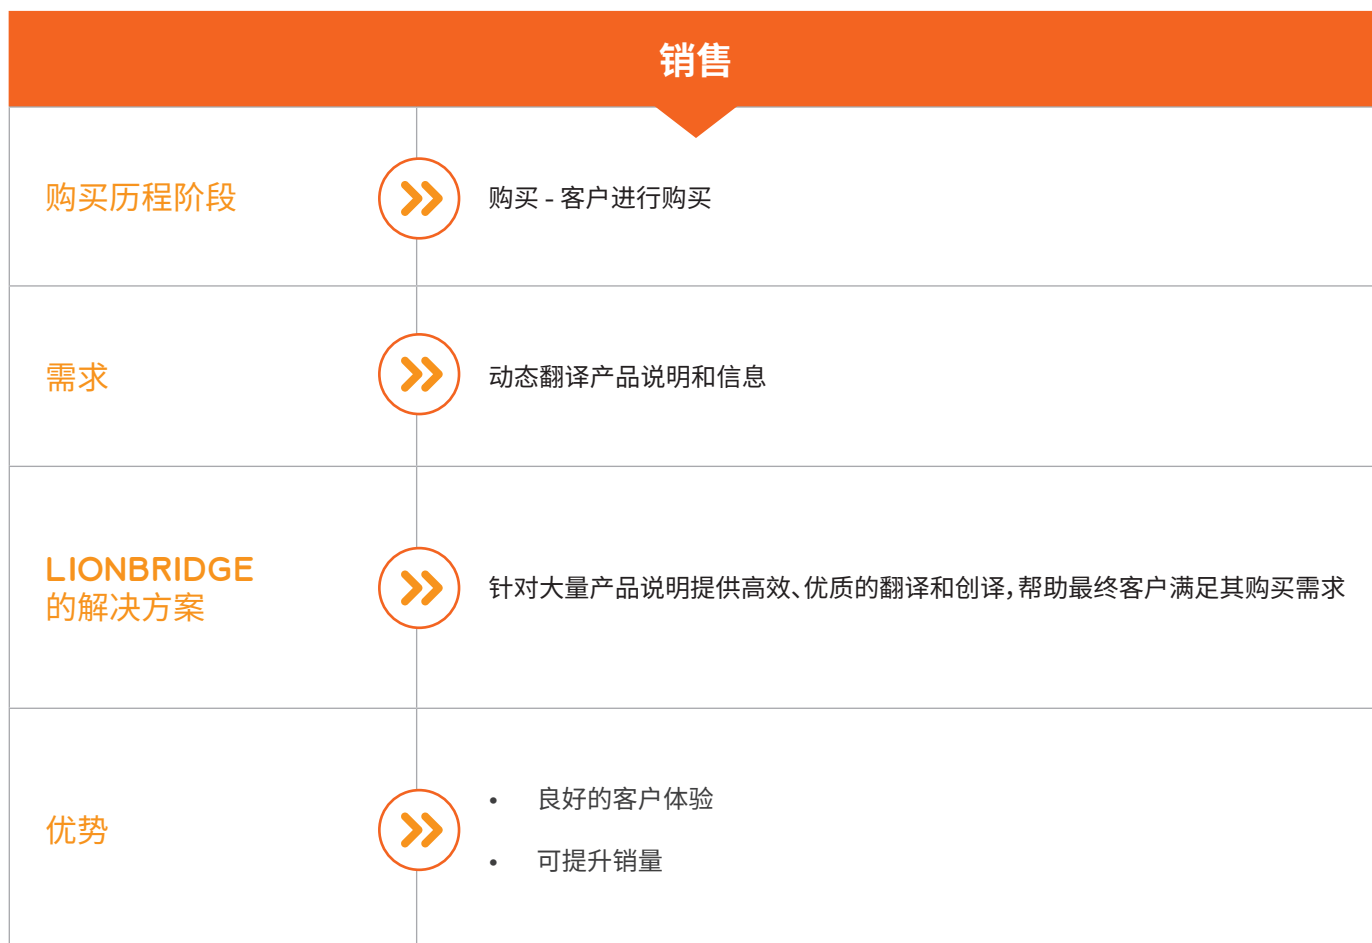 销售
购买历程阶段
购买 - 客户进行购买
需求
动态翻译产品说明和信息
LIONBRIDGE
的解决方案
针对大量产品说明提供高效、优质的翻译和创译，帮助最终客户满足其购买需求
优势
• 良好的客户体验
• 可提升销量